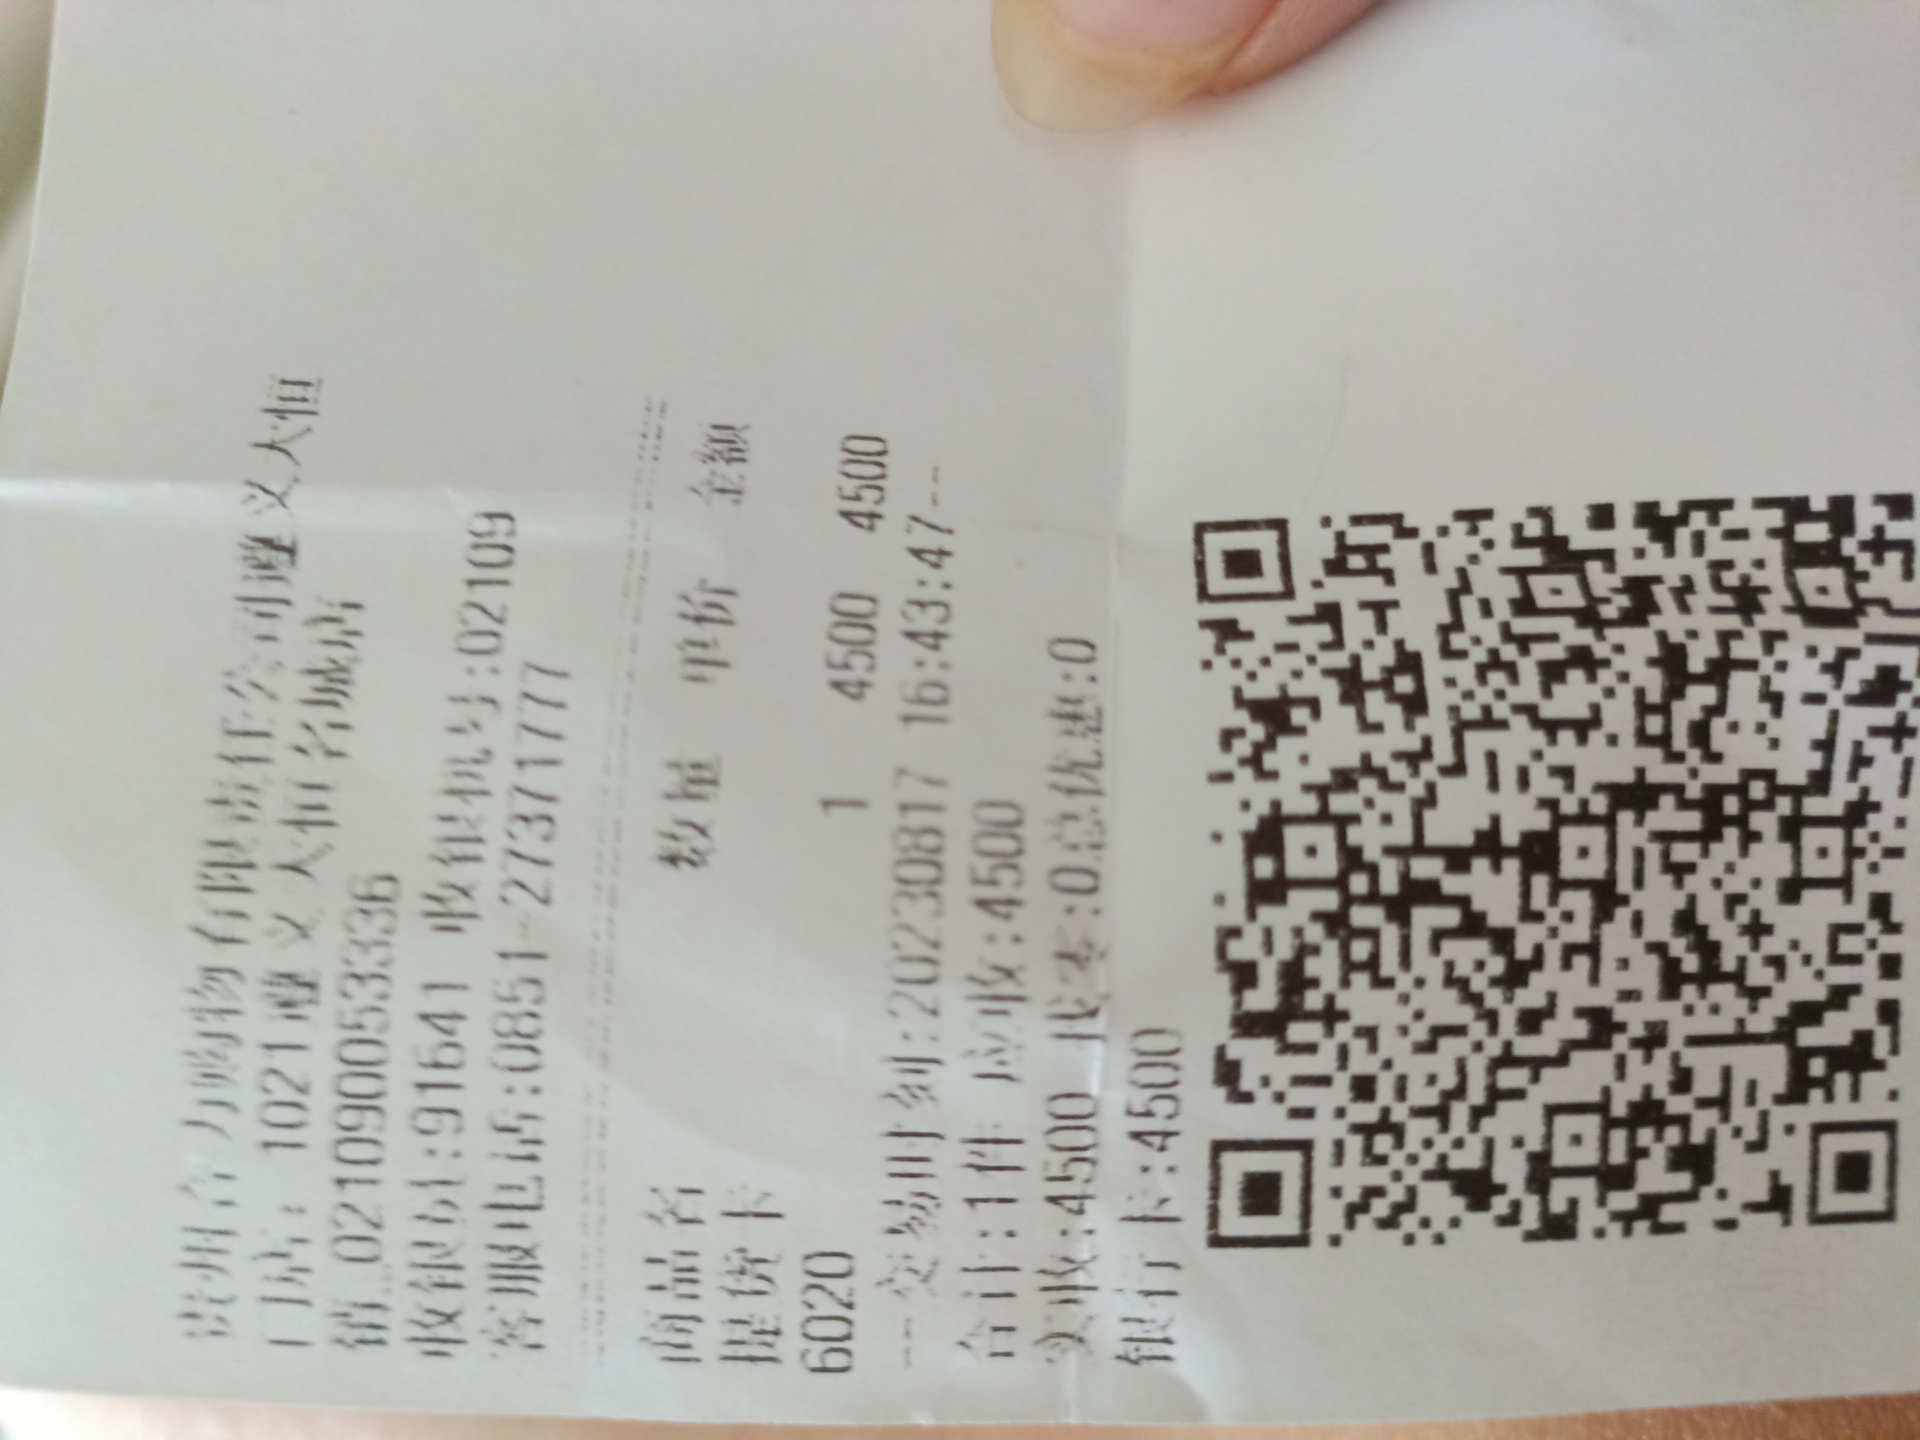 贵州合力购物有限责任公司遵义大恒
门店： 1021遵义大恒名城店
销 021090053336
收银员:91641 收银机号:02109
客服电话:0851-27371777
商品名 数量 单价 金额
提货卡
6020 1 4500 4500
---交易时刻:20230817 16:43:47--
合计:1件 应收:4500
实收:4500 找零:0总优惠:0
银行卡:4500